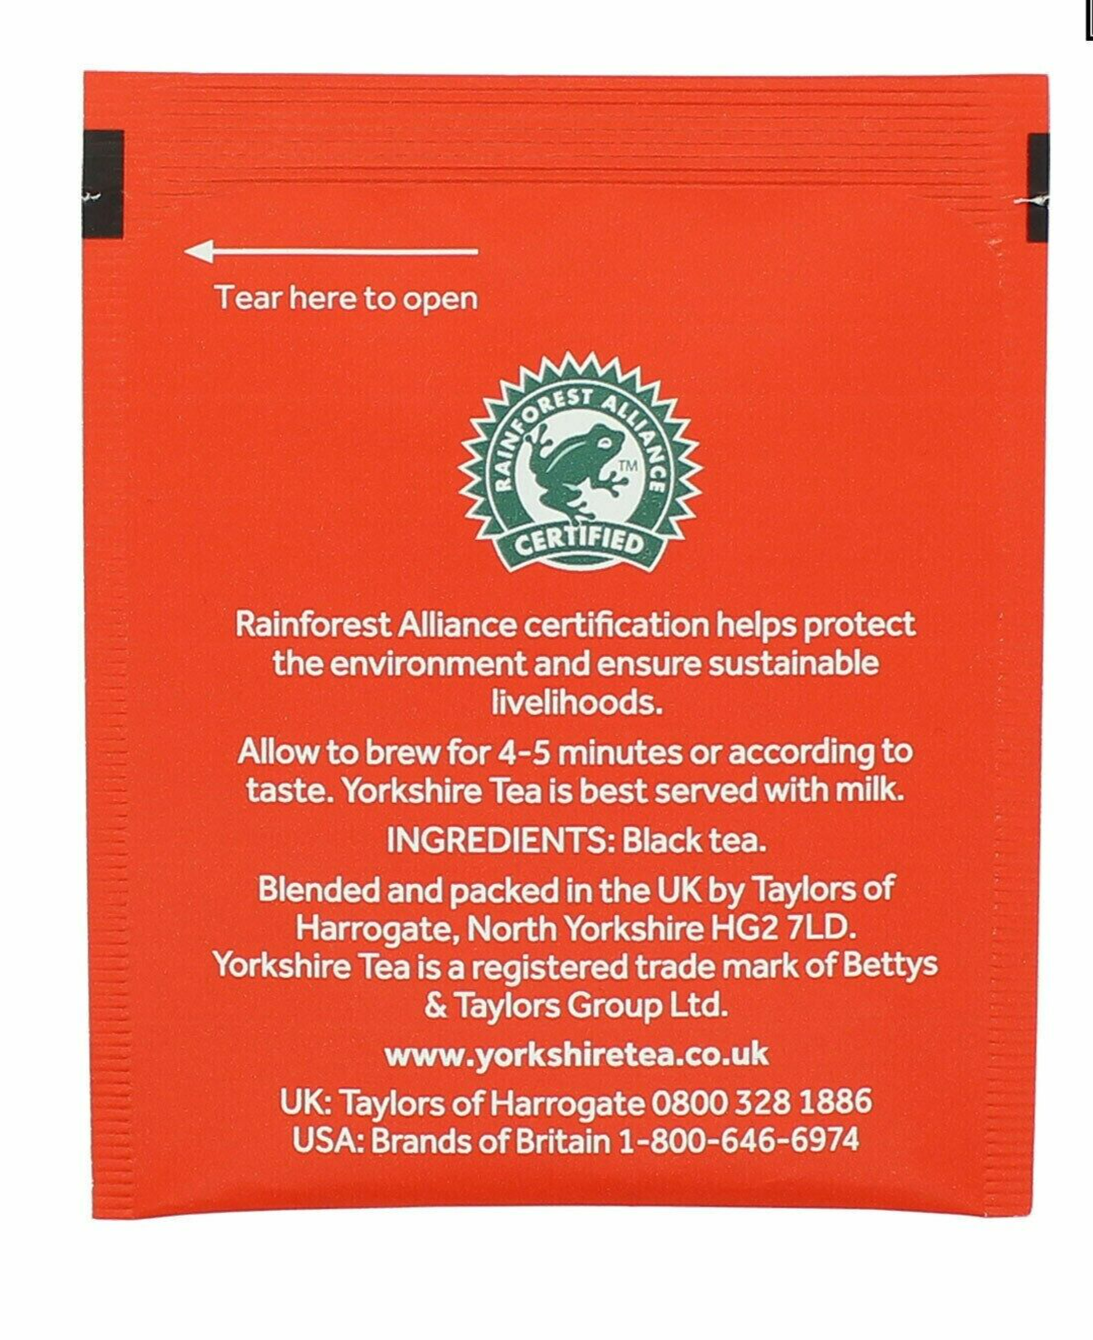 Tear here to open
RAINFOREST ALLIANCE
TM
CERTIFIED
Rainforest Alliance certification helps protect
the environment and ensure sustainable
livelihoods.
Allow to brew for 4-5 minutes or according to
taste. Yorkshire Tea is best served with milk.
INGREDIENTS: Black tea.
Blended and packed in the UK by Taylors of
Harrogate, North Yorkshire HG2 7LD.
Yorkshire Tea is a registered trade mark of Bettys
& Taylors Group Ltd.
www.yorkshiretea.co.uk
UK: Taylors of Harrogate 0800 328 1886
USA: Brands of Britain 1-800-646-6974